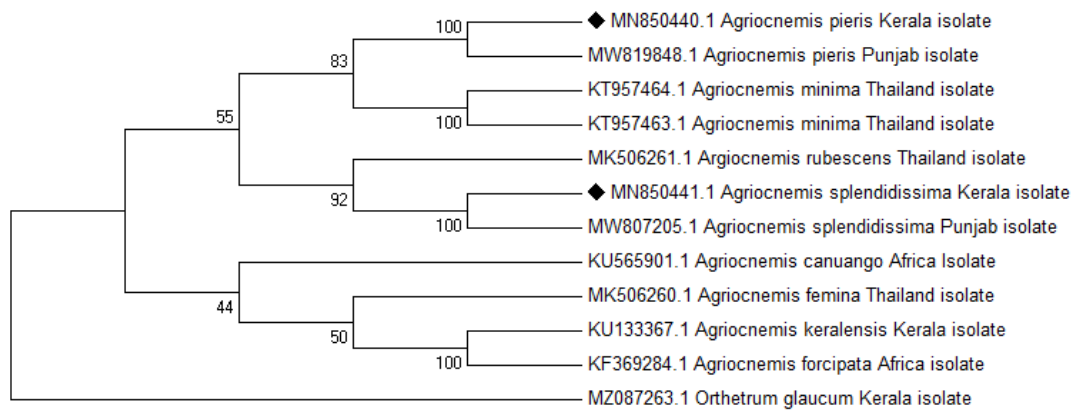 100
◆ MN850440.1 Agriocnemis pieris Kerala isolate
MW819848.1 Agriocnemis pieris Punjab isolate
83
KT957464.1 Agriocnemis minima Thailand isolate
100
KT957463.1 Agriocnemis minima Thailand isolate
55
MK506261.1 Argiocnemis rubescens Thailand isolate
92
◆ MN850441.1 Agriocnemis splendidissima Kerala isolate
100
MW807205.1 Agriocnemis splendidissima Punjab isolate
KU565901.1 Agriocnemis canuango Africa Isolate
44
MK506260.1 Agriocnemis femina Thailand isolate
50
KU133367.1 Agriocnemis keralensis Kerala isolate
100
KF369284.1 Agriocnemis forcipata Africa isolate
MZ087263.1 Orthetrum glaucum Kerala isolate